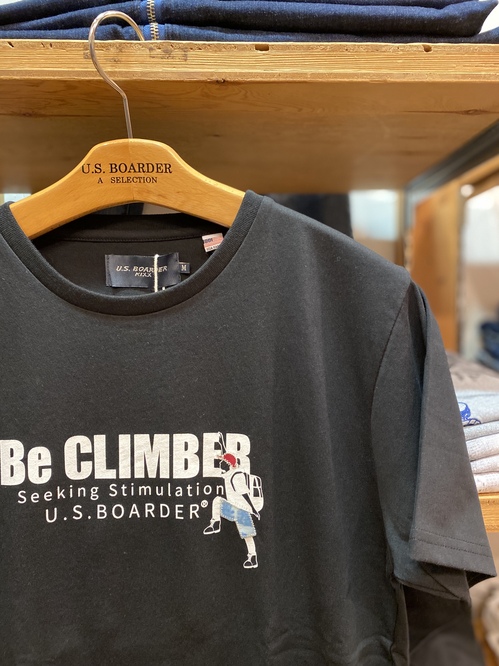 U.S. BOARDER
A SELECTION
U.S. BOARDER
M
Be CLIMBER
Seeking Stimulation
U.S.BOARDER®